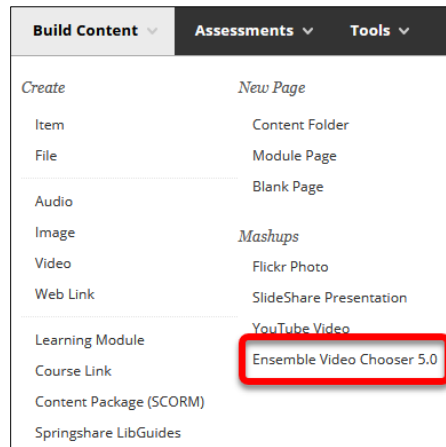 Build Content Assessments Tools
Create
Item
File
Audio
Image
Video
Web Link
Learning Module
Course Link
Content Package (SCORM)
Springshare LibGuides
New Page
Content Folder
Module Page
Blank Page
Mashups
Flickr Photo
SlideShare Presentation
YouTube Video
Ensemble Video Chooser 5.0